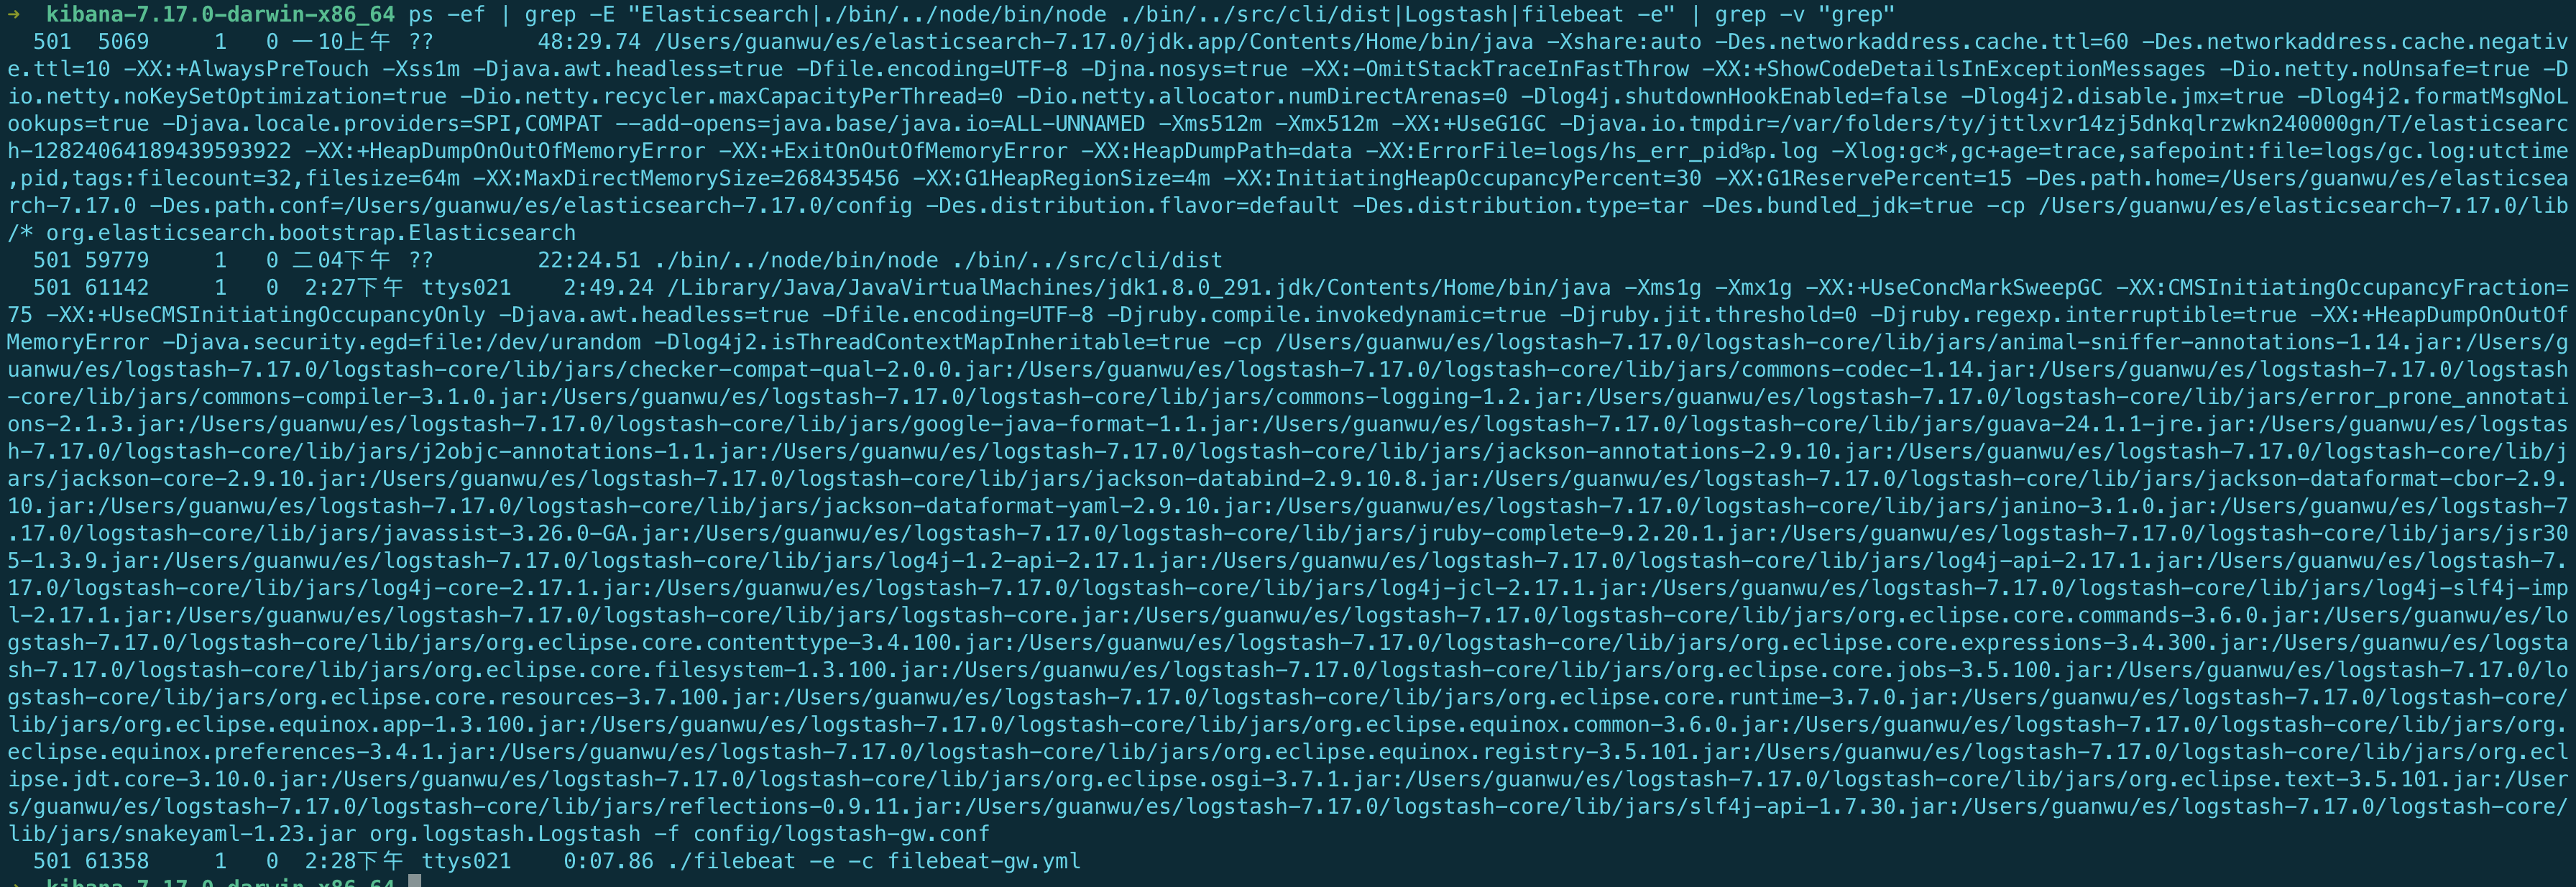 →  kibana-7.17.0-darwin-x86_64 ps -ef | grep -E "Elasticsearch|./bin/../node/bin/node ./bin/../src/cli/dist|Logstash|filebeat -e" | grep -v "grep"
  501  5069     1   0 一10上午 ??        48:29.74 /Users/guanwu/es/elasticsearch-7.17.0/jdk.app/Contents/Home/bin/java -Xshare:auto -Des.networkaddress.cache.ttl=60 -Des.networkaddress.cache.negativ
e.ttl=10 -XX:+AlwaysPreTouch -Xss1m -Djava.awt.headless=true -Dfile.encoding=UTF-8 -Djna.nosys=true -XX:-OmitStackTraceInFastThrow -XX:+ShowCodeDetailsInExceptionMessages -Dio.netty.noUnsafe=true -D
io.netty.noKeySetOptimization=true -Dio.netty.recycler.maxCapacityPerThread=0 -Dio.netty.allocator.numDirectArenas=0 -Dlog4j.shutdownHookEnabled=false -Dlog4j2.disable.jmx=true -Dlog4j2.formatMsgNoL
ookups=true -Djava.locale.providers=SPI,COMPAT --add-opens=java.base/java.io=ALL-UNNAMED -Xms512m -Xmx512m -XX:+UseG1GC -Djava.io.tmpdir=/var/folders/ty/jttlxvr14zj5dnkqlrzwkn240000gn/T/elasticsearc
h-12824064189439593922 -XX:+HeapDumpOnOutOfMemoryError -XX:+ExitOnOutOfMemoryError -XX:HeapDumpPath=data -XX:ErrorFile=logs/hs_err_pid%p.log -Xlog:gc*,gc+age=trace,safepoint:file=logs/gc.log:utctime
,pid,tags:filecount=32,filesize=64m -XX:MaxDirectMemorySize=268435456 -XX:G1HeapRegionSize=4m -XX:InitiatingHeapOccupancyPercent=30 -XX:G1ReservePercent=15 -Des.path.home=/Users/guanwu/es/elasticsea
rch-7.17.0 -Des.path.conf=/Users/guanwu/es/elasticsearch-7.17.0/config -Des.distribution.flavor=default -Des.distribution.type=tar -Des.bundled_jdk=true -cp /Users/guanwu/es/elasticsearch-7.17.0/lib
/* org.elasticsearch.bootstrap.Elasticsearch
  501 59779     1   0 二04下午 ??        22:24.51 ./bin/../node/bin/node ./bin/../src/cli/dist
  501 61142     1   0  2:27下午 ttys021    2:49.24 /Library/Java/JavaVirtualMachines/jdk1.8.0_291.jdk/Contents/Home/bin/java -Xms1g -Xmx1g -XX:+UseConcMarkSweepGC -XX:CMSInitiatingOccupancyFraction=
75 -XX:+UseCMSInitiatingOccupancyOnly -Djava.awt.headless=true -Dfile.encoding=UTF-8 -Djruby.compile.invokedynamic=true -Djruby.jit.threshold=0 -Djruby.regexp.interruptible=true -XX:+HeapDumpOnOutOf
MemoryError -Djava.security.egd=file:/dev/urandom -Dlog4j2.isThreadContextMapInheritable=true -cp /Users/guanwu/es/logstash-7.17.0/logstash-core/lib/jars/animal-sniffer-annotations-1.14.jar:/Users/g
uanwu/es/logstash-7.17.0/logstash-core/lib/jars/checker-compat-qual-2.0.0.jar:/Users/guanwu/es/logstash-7.17.0/logstash-core/lib/jars/commons-codec-1.14.jar:/Users/guanwu/es/logstash-7.17.0/logstash
-core/lib/jars/commons-compiler-3.1.0.jar:/Users/guanwu/es/logstash-7.17.0/logstash-core/lib/jars/commons-logging-1.2.jar:/Users/guanwu/es/logstash-7.17.0/logstash-core/lib/jars/error_prone_annotati
ons-2.1.3.jar:/Users/guanwu/es/logstash-7.17.0/logstash-core/lib/jars/google-java-format-1.1.jar:/Users/guanwu/es/logstash-7.17.0/logstash-core/lib/jars/guava-24.1.1-jre.jar:/Users/guanwu/es/logstas
h-7.17.0/logstash-core/lib/jars/j2objc-annotations-1.1.jar:/Users/guanwu/es/logstash-7.17.0/logstash-core/lib/jars/jackson-annotations-2.9.10.jar:/Users/guanwu/es/logstash-7.17.0/logstash-core/lib/j
ars/jackson-core-2.9.10.jar:/Users/guanwu/es/logstash-7.17.0/logstash-core/lib/jars/jackson-databind-2.9.10.8.jar:/Users/guanwu/es/logstash-7.17.0/logstash-core/lib/jars/jackson-dataformat-cbor-2.9.
10.jar:/Users/guanwu/es/logstash-7.17.0/logstash-core/lib/jars/jackson-dataformat-yaml-2.9.10.jar:/Users/guanwu/es/logstash-7.17.0/logstash-core/lib/jars/janino-3.1.0.jar:/Users/guanwu/es/logstash-7
.17.0/logstash-core/lib/jars/javassist-3.26.0-GA.jar:/Users/guanwu/es/logstash-7.17.0/logstash-core/lib/jars/jruby-complete-9.2.20.1.jar:/Users/guanwu/es/logstash-7.17.0/logstash-core/lib/jars/jsr30
5-1.3.9.jar:/Users/guanwu/es/logstash-7.17.0/logstash-core/lib/jars/log4j-1.2-api-2.17.1.jar:/Users/guanwu/es/logstash-7.17.0/logstash-core/lib/jars/log4j-api-2.17.1.jar:/Users/guanwu/es/logstash-7.
17.0/logstash-core/lib/jars/log4j-core-2.17.1.jar:/Users/guanwu/es/logstash-7.17.0/logstash-core/lib/jars/log4j-jcl-2.17.1.jar:/Users/guanwu/es/logstash-7.17.0/logstash-core/lib/jars/log4j-slf4j-imp
l-2.17.1.jar:/Users/guanwu/es/logstash-7.17.0/logstash-core/lib/jars/logstash-core.jar:/Users/guanwu/es/logstash-7.17.0/logstash-core/lib/jars/org.eclipse.core.commands-3.6.0.jar:/Users/guanwu/es/lo
gstash-7.17.0/logstash-core/lib/jars/org.eclipse.core.contenttype-3.4.100.jar:/Users/guanwu/es/logstash-7.17.0/logstash-core/lib/jars/org.eclipse.core.expressions-3.4.300.jar:/Users/guanwu/es/logsta
sh-7.17.0/logstash-core/lib/jars/org.eclipse.core.filesystem-1.3.100.jar:/Users/guanwu/es/logstash-7.17.0/logstash-core/lib/jars/org.eclipse.core.jobs-3.5.100.jar:/Users/guanwu/es/logstash-7.17.0/lo
gstash-core/lib/jars/org.eclipse.core.resources-3.7.100.jar:/Users/guanwu/es/logstash-7.17.0/logstash-core/lib/jars/org.eclipse.core.runtime-3.7.0.jar:/Users/guanwu/es/logstash-7.17.0/logstash-core/
lib/jars/org.eclipse.equinox.app-1.3.100.jar:/Users/guanwu/es/logstash-7.17.0/logstash-core/lib/jars/org.eclipse.equinox.common-3.6.0.jar:/Users/guanwu/es/logstash-7.17.0/logstash-core/lib/jars/org.
eclipse.equinox.preferences-3.4.1.jar:/Users/guanwu/es/logstash-7.17.0/logstash-core/lib/jars/org.eclipse.equinox.registry-3.5.101.jar:/Users/guanwu/es/logstash-7.17.0/logstash-core/lib/jars/org.ecl
ipse.jdt.core-3.10.0.jar:/Users/guanwu/es/logstash-7.17.0/logstash-core/lib/jars/org.eclipse.osgi-3.7.1.jar:/Users/guanwu/es/logstash-7.17.0/logstash-core/lib/jars/org.eclipse.text-3.5.101.jar:/User
s/guanwu/es/logstash-7.17.0/logstash-core/lib/jars/reflections-0.9.11.jar:/Users/guanwu/es/logstash-7.17.0/logstash-core/lib/jars/slf4j-api-1.7.30.jar:/Users/guanwu/es/logstash-7.17.0/logstash-core/
lib/jars/snakeyaml-1.23.jar org.logstash.Logstash -f config/logstash-gw.conf
  501 61358     1   0  2:28下午 ttys021    0:07.86 ./filebeat -e -c filebeat-gw.yml
→  kibana-7.17.0-darwin-x86_64